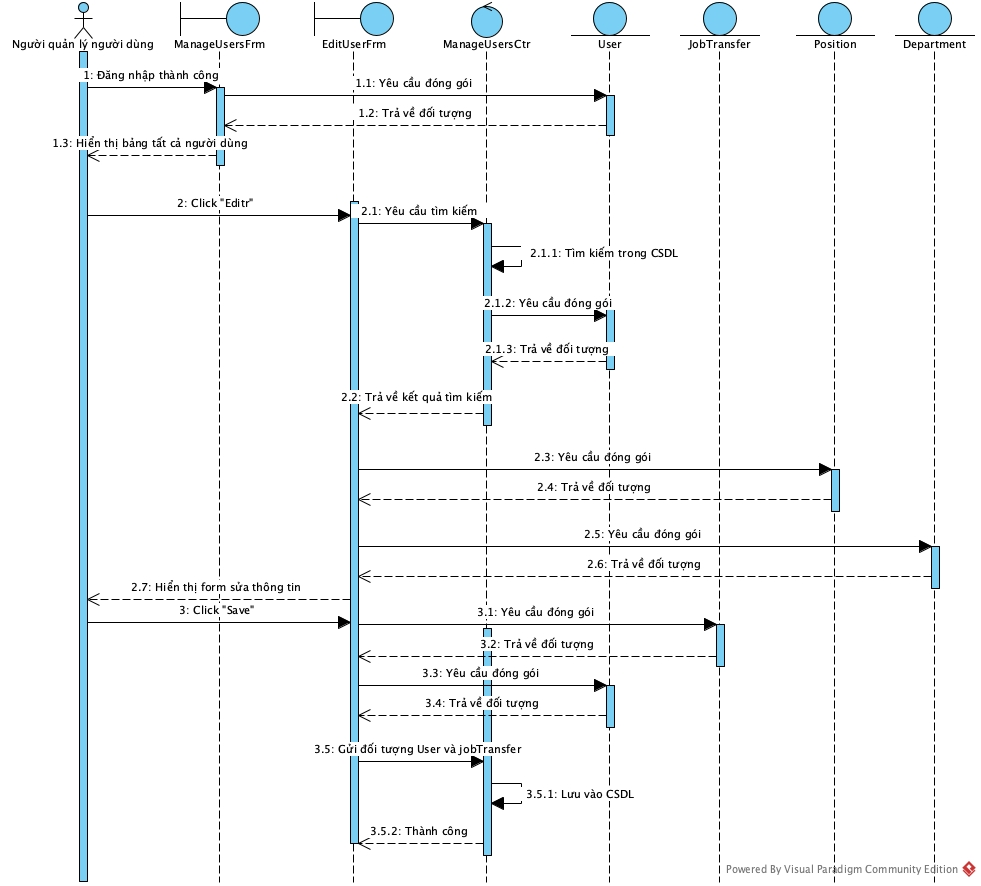 Người quản lý người dùng
ManageUsersFrm
EditUserFrm
ManageUsersCtr
User
JobTransfer
Position
Department
1: Đăng nhập thành công
1.1: Yêu cầu đóng gói
1.2: Trả về đối tượng
1.3: Hiển thị bảng tất cả người dùng
2: Click "Editr"
2.1: Yêu cầu tìm kiếm
2.1.1: Tìm kiếm trong CSDL
2.1.2: Yêu cầu đóng gói
2.1.3: Trả về đối tượng
2.2: Trả về kết quả tìm kiếm
2.3: Yêu cầu đóng gói
2.4: Trả về đối tượng
2.5: Yêu cầu đóng gói
2.6: Trả về đối tượng
2.7: Hiển thị form sửa thông tin
3: Click "Save"
3.1: Yêu cầu đóng gói
3.2: Trả về đối tượng
3.3: Yêu cầu đóng gói
3.4: Trả về đối tượng
3.5: Gửi đối tượng User và jobTransfer
3.5.1: Lưu vào CSDL
3.5.2: Thành công
Powered By Visual Paradigm Community Edition